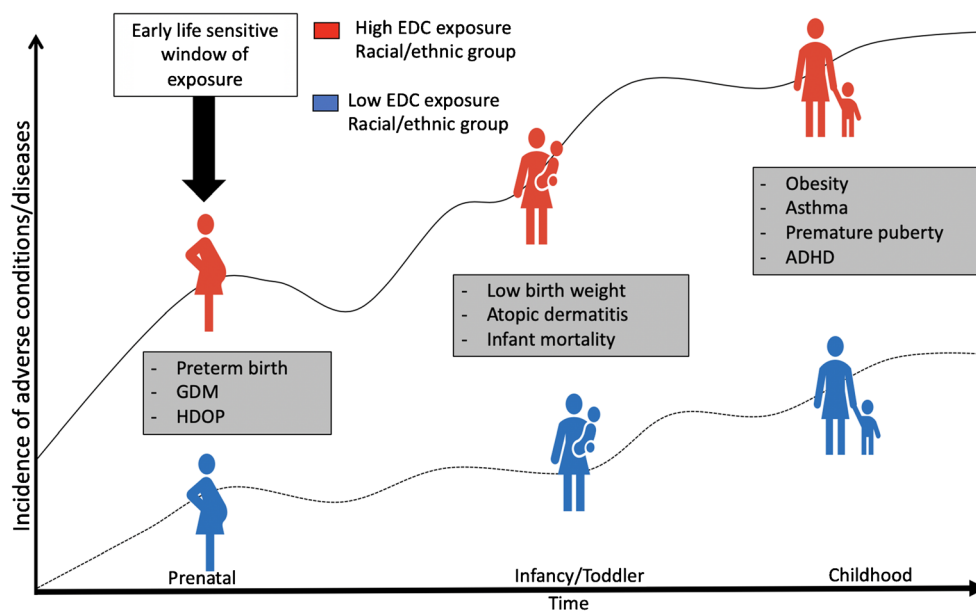 Early life sensitive
window of
exposure
High EDC exposure
Racial/ethnic group
Low EDC exposure
Racial/ethnic group
Incidence of adverse conditions/diseases
- Obesity
- Asthma
- Premature puberty
- ADHD
- Low birth weight
- Atopic dermatitis
- Infant mortality
- Preterm birth
- GDM
- HDOP
Prenatal
Infancy/Toddler
Childhood
Time